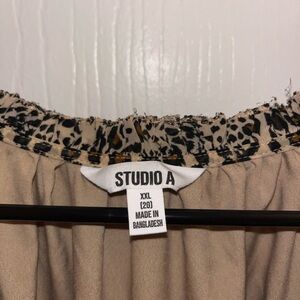 STUDIO A
XXL
(20)
MADE IN
BANGLADESH